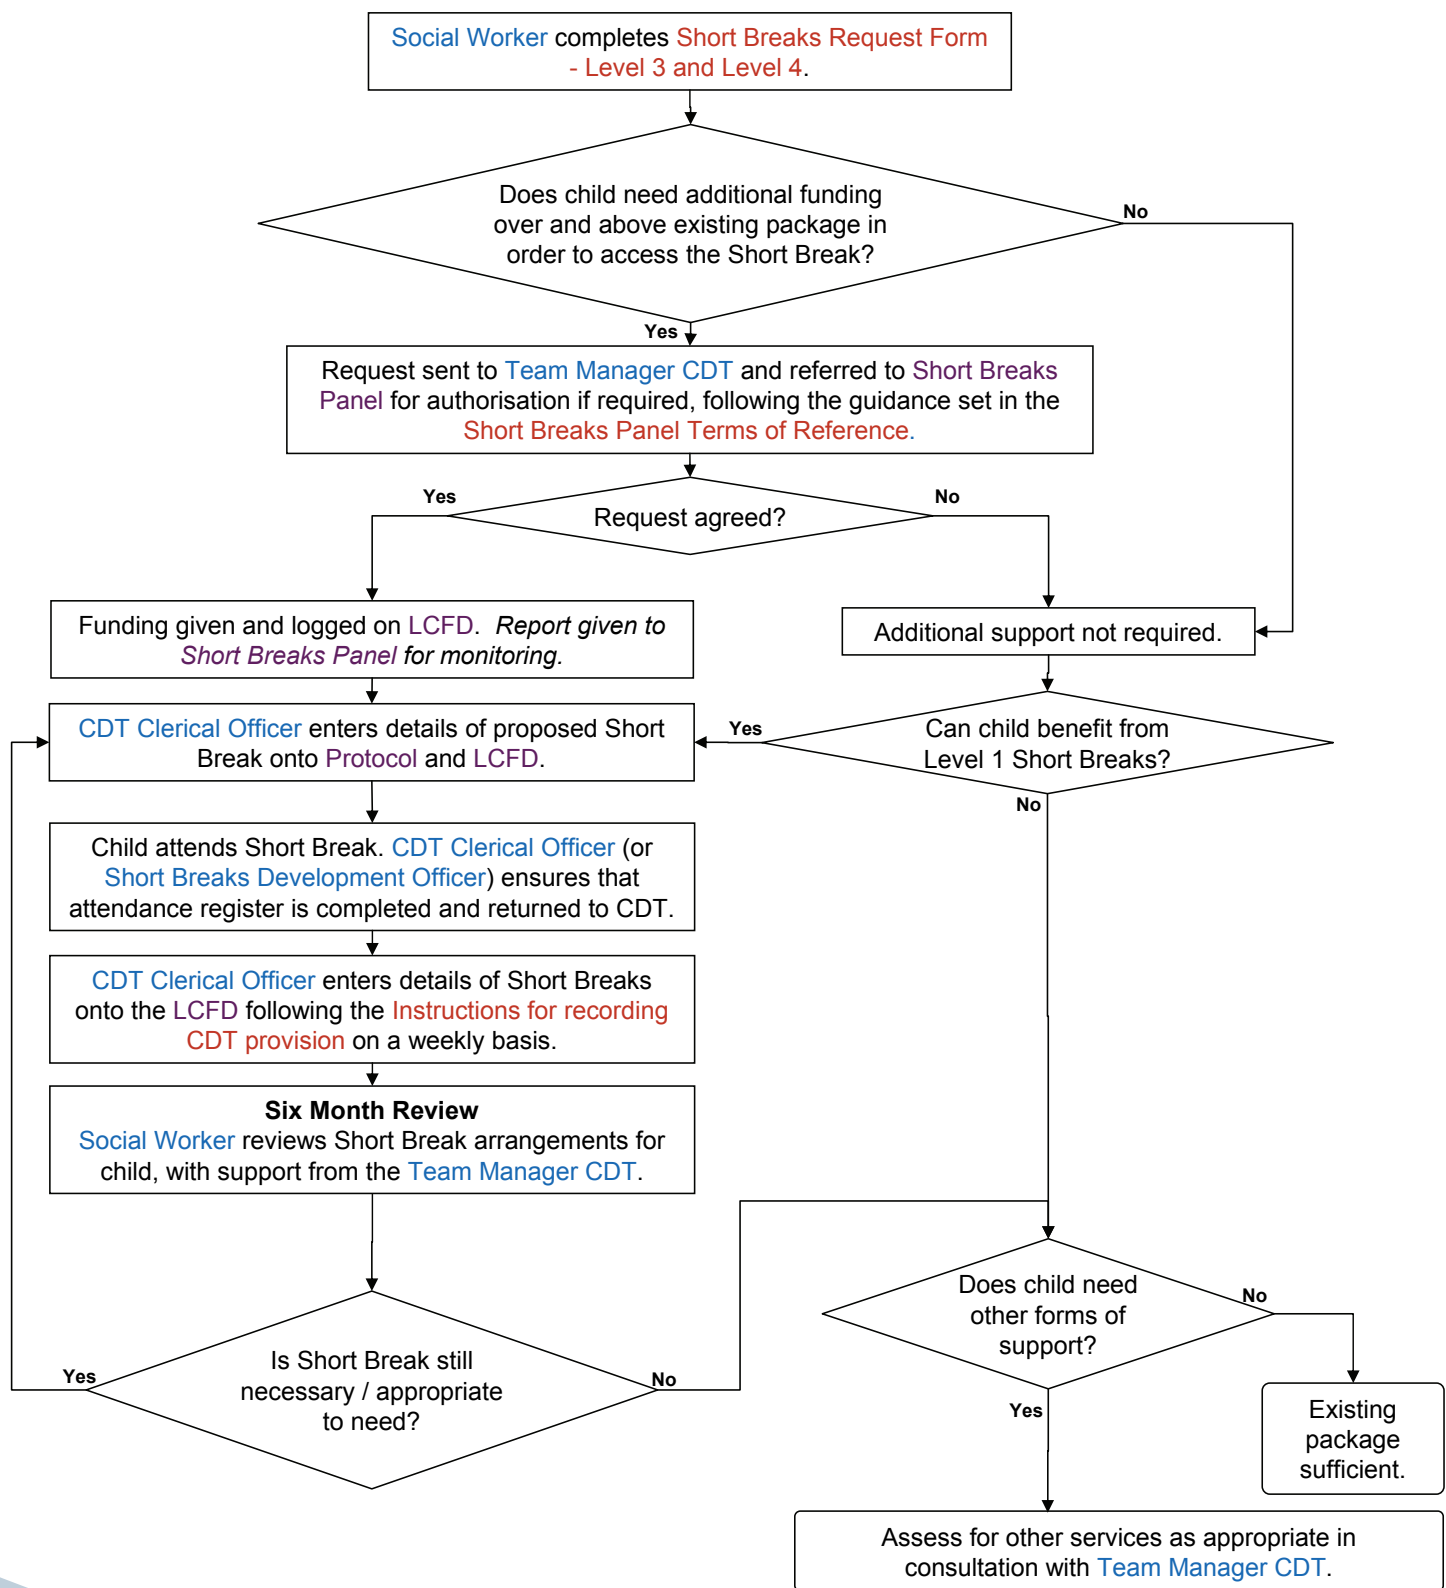 Social Worker completes Short Breaks Request Form
- Level 3 and Level 4.
Does child need additional funding
over and above existing package in
order to access the Short Break?
No
Yes
Request sent to Team Manager CDT and referred to Short Breaks
Panel for authorisation if required, following the guidance set in the
Short Breaks Panel Terms of Reference.
Yes
No
Request agreed?
Funding given and logged on LCFD. Report given to
Short Breaks Panel for monitoring.
Additional support not required.
CDT Clerical Officer enters details of proposed Short
Break onto Protocol and LCFD.
Yes
Can child benefit from
Level 1 Short Breaks?
No
Child attends Short Break. CDT Clerical Officer (or
Short Breaks Development Officer) ensures that
attendance register is completed and returned to CDT.
CDT Clerical Officer enters details of Short Breaks
onto the LCFD following the Instructions for recording
CDT provision on a weekly basis.
Six Month Review
Social Worker reviews Short Break arrangements for
child, with support from the Team Manager CDT.
Does child need
other forms of
support?
No
Yes
Is Short Break still
necessary / appropriate
to need?
Yes
No
Existing
package
sufficient.
Assess for other services as appropriate in
consultation with Team Manager CDT.